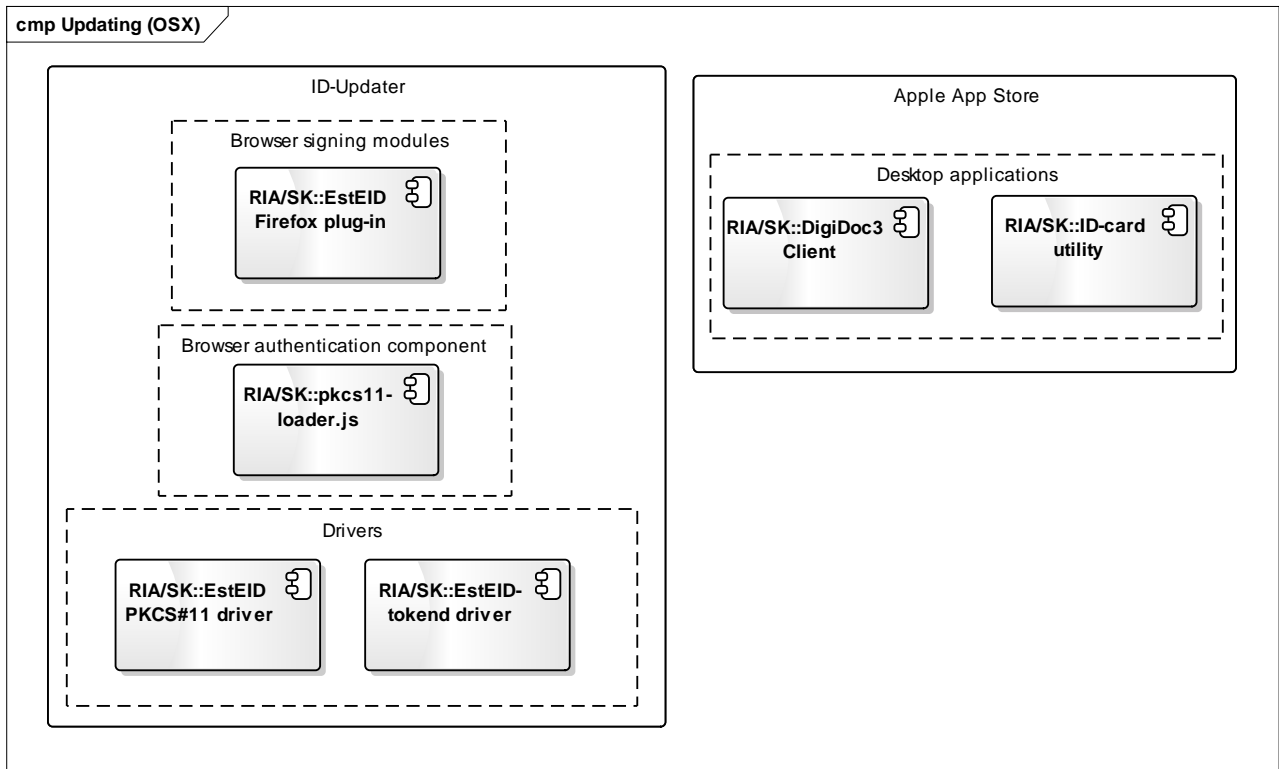 cmp Updating (OSX)
ID-Updater
Browser signing modules
RIA/SK::EstEID
Firefox plug-in
Browser authentication component
RIA/SK::pkcs11-
loader.js
Drivers
RIA/SK::EstEID
PKCS#11 driver
RIA/SK::EstEID-
tokend driver
Apple App Store
Desktop applications
RIA/SK::DigiDoc3
Client
RIA/SK::ID-card
utility